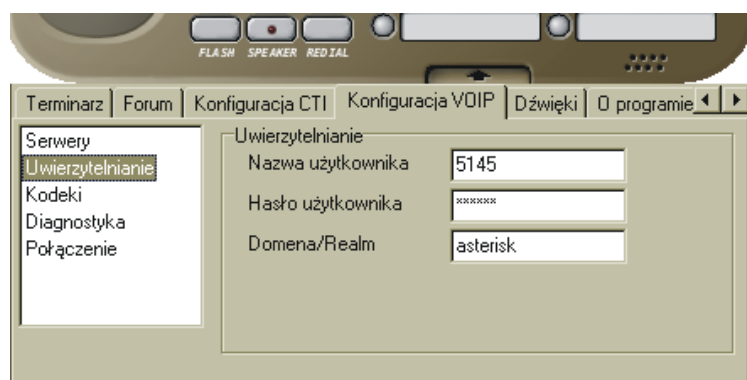 FLASH SPEAKER REDIAL
Terminarz Forum Konfiguracja CTI Konfiguracja VOIP Dźwięki O programie
Serwery
Uwierzytelnianie
Kodeki
Diagnostyka
Połączenie
Uwierzytelnianie
Nazwa użytkownika 5145
Hasło użytkownika ××××××
Domena/Realm asterisk